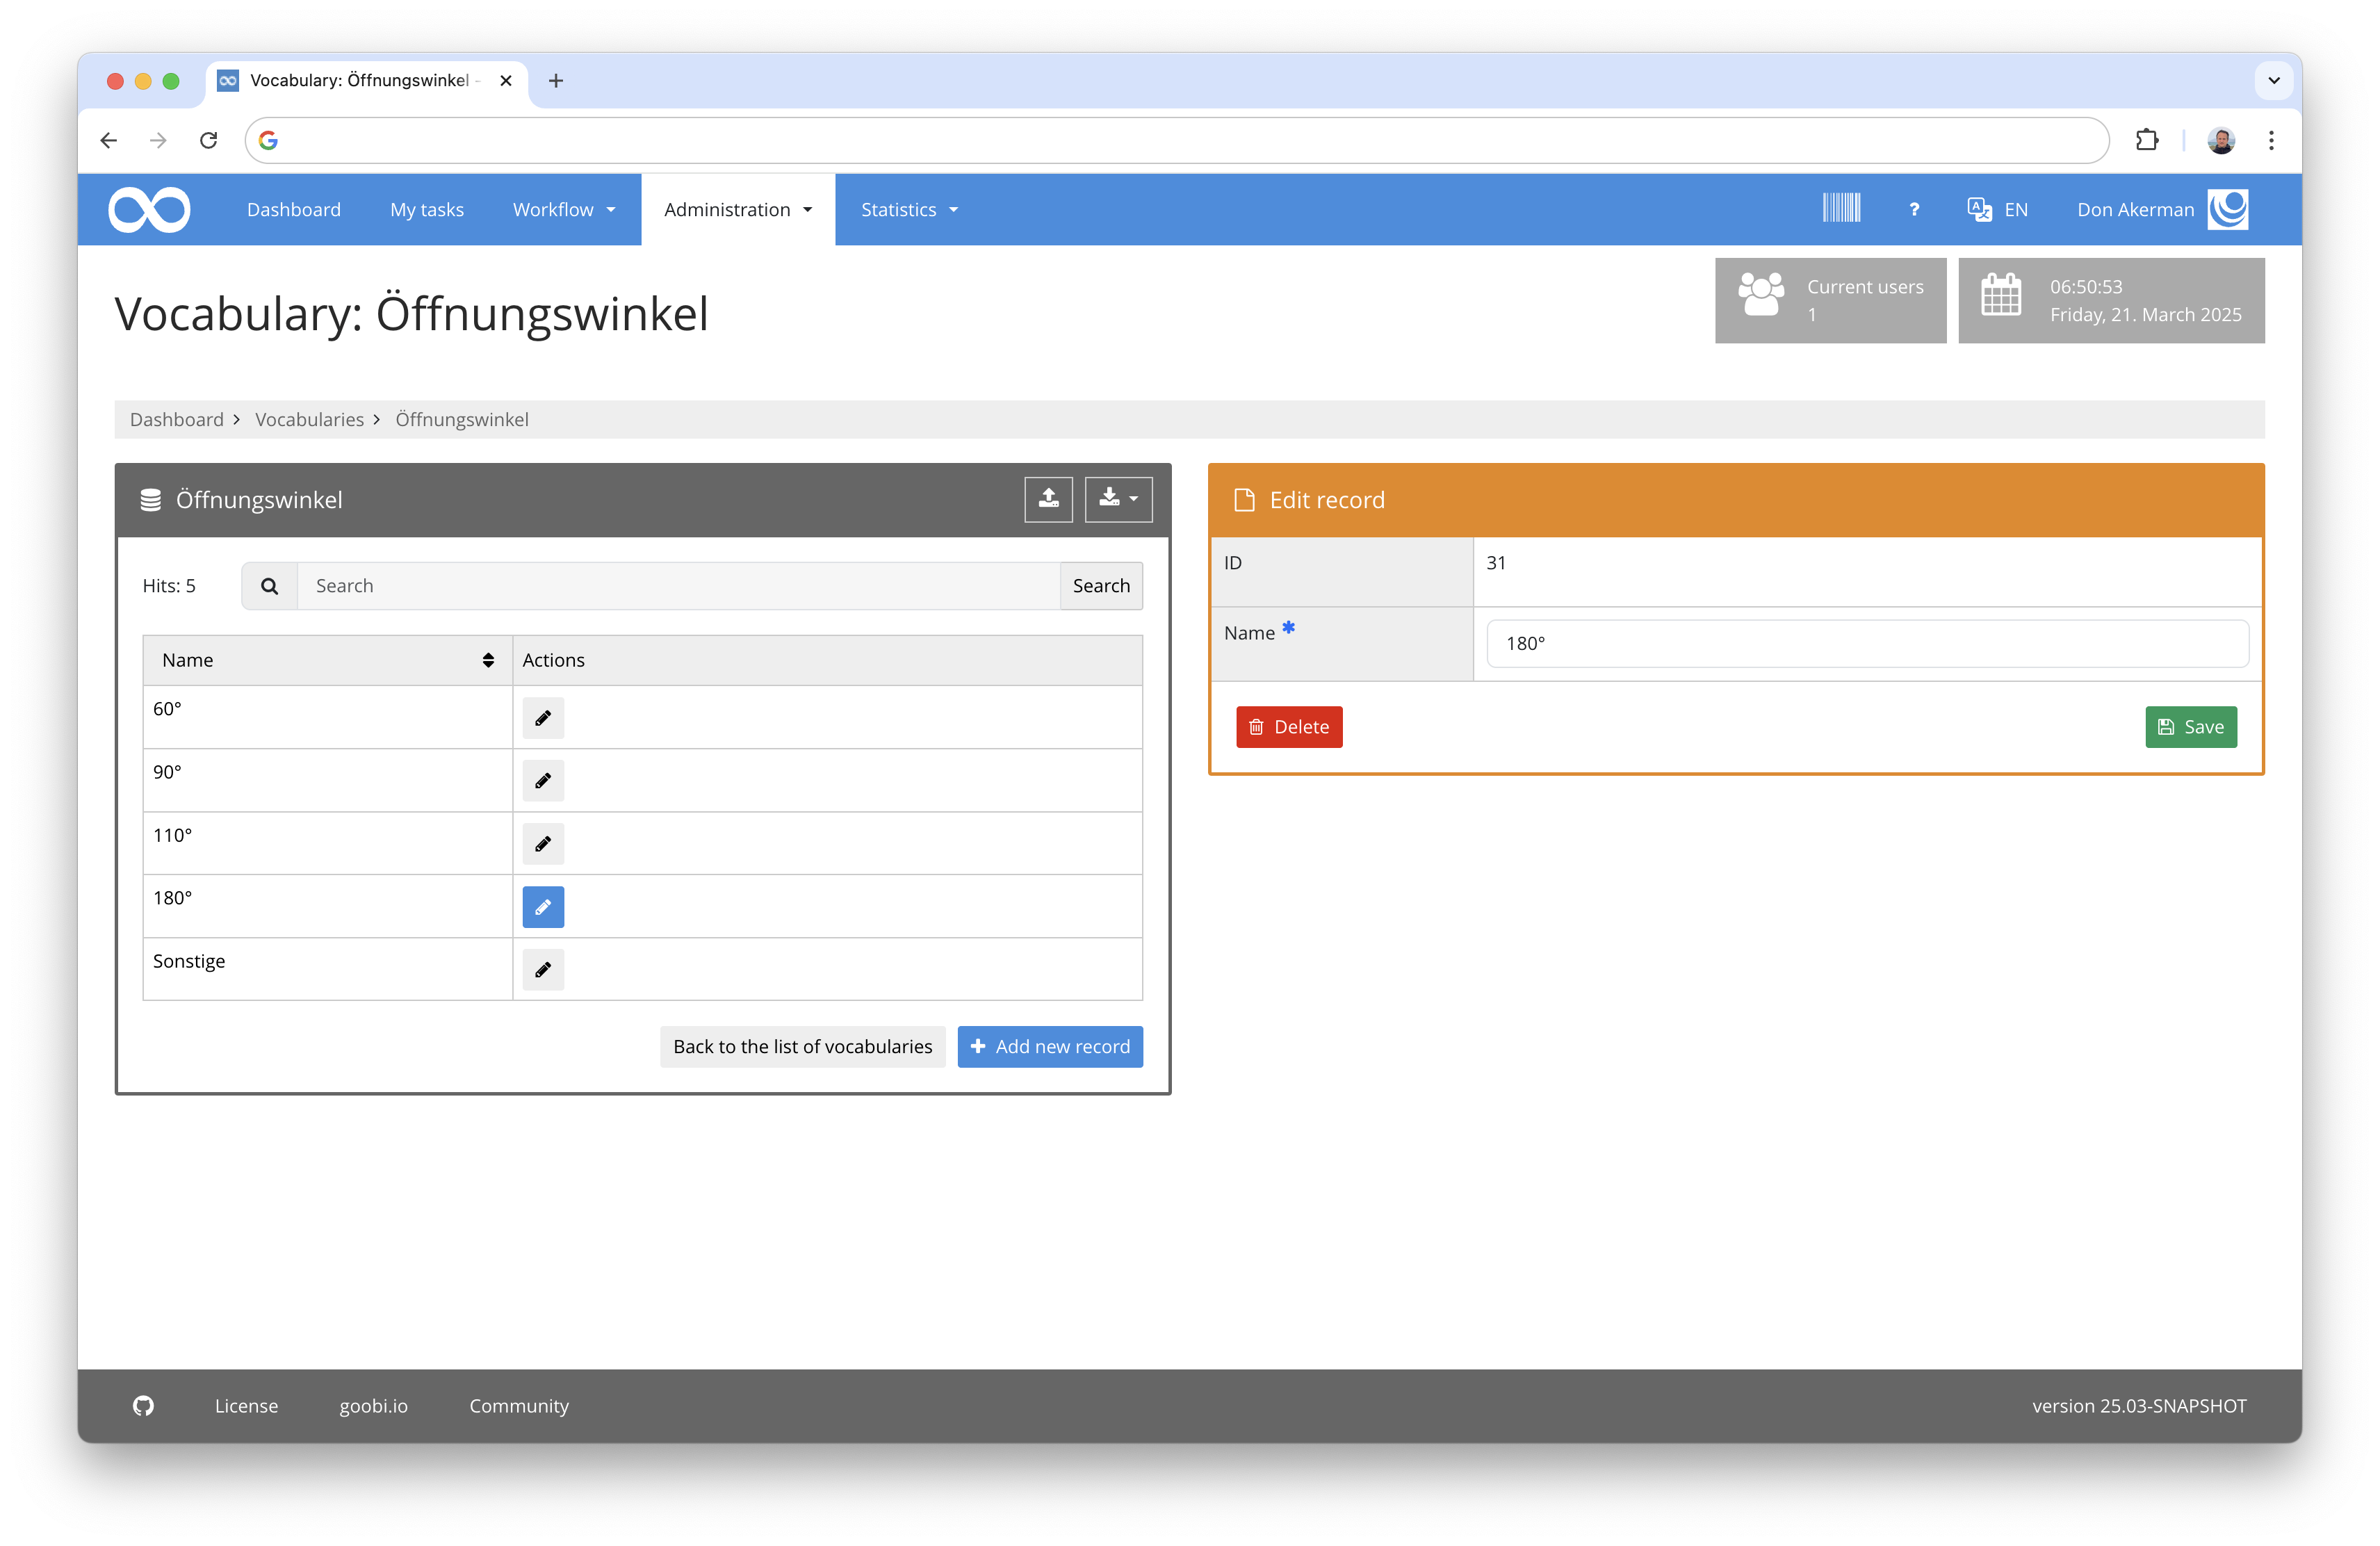 Vocabulary: Öffnungswinkel -
Dashboard
My tasks
Workflow
Administration
Statistics
?
EN
Don Akerman
Vocabulary: Öffnungswinkel
Current users
1
06:50:53
Friday, 21. March 2025
Dashboard > Vocabularies > Öffnungswinkel
Öffnungswinkel
Hits: 5
Search
Search
Name
Actions
60°
90°
110°
180°
Sonstige
Back to the list of vocabularies
Add new record
Edit record
ID
31
Name *
180°
Delete
Save
License
goobi.io
Community
version 25.03-SNAPSHOT